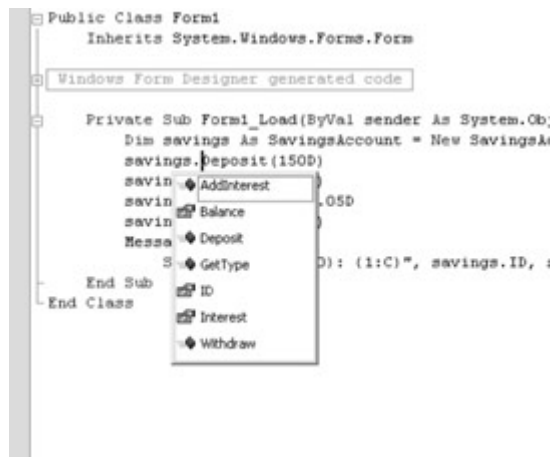 Public Class Form1
Inherits System.Windows.Forms.Form
Windows Form Designer generated code
Private Sub Form1_Load(ByVal sender As System.Obj
Dim savings As SavingsAccount = New SavingsAc
savings.Deposit(150D)
savin )
savin .05D
savin )
Messa
S D): (1:C)", savings.ID, s
End Sub
End Class
AddInterest
Balance
Deposit
GetType
ID
Interest
Withdraw